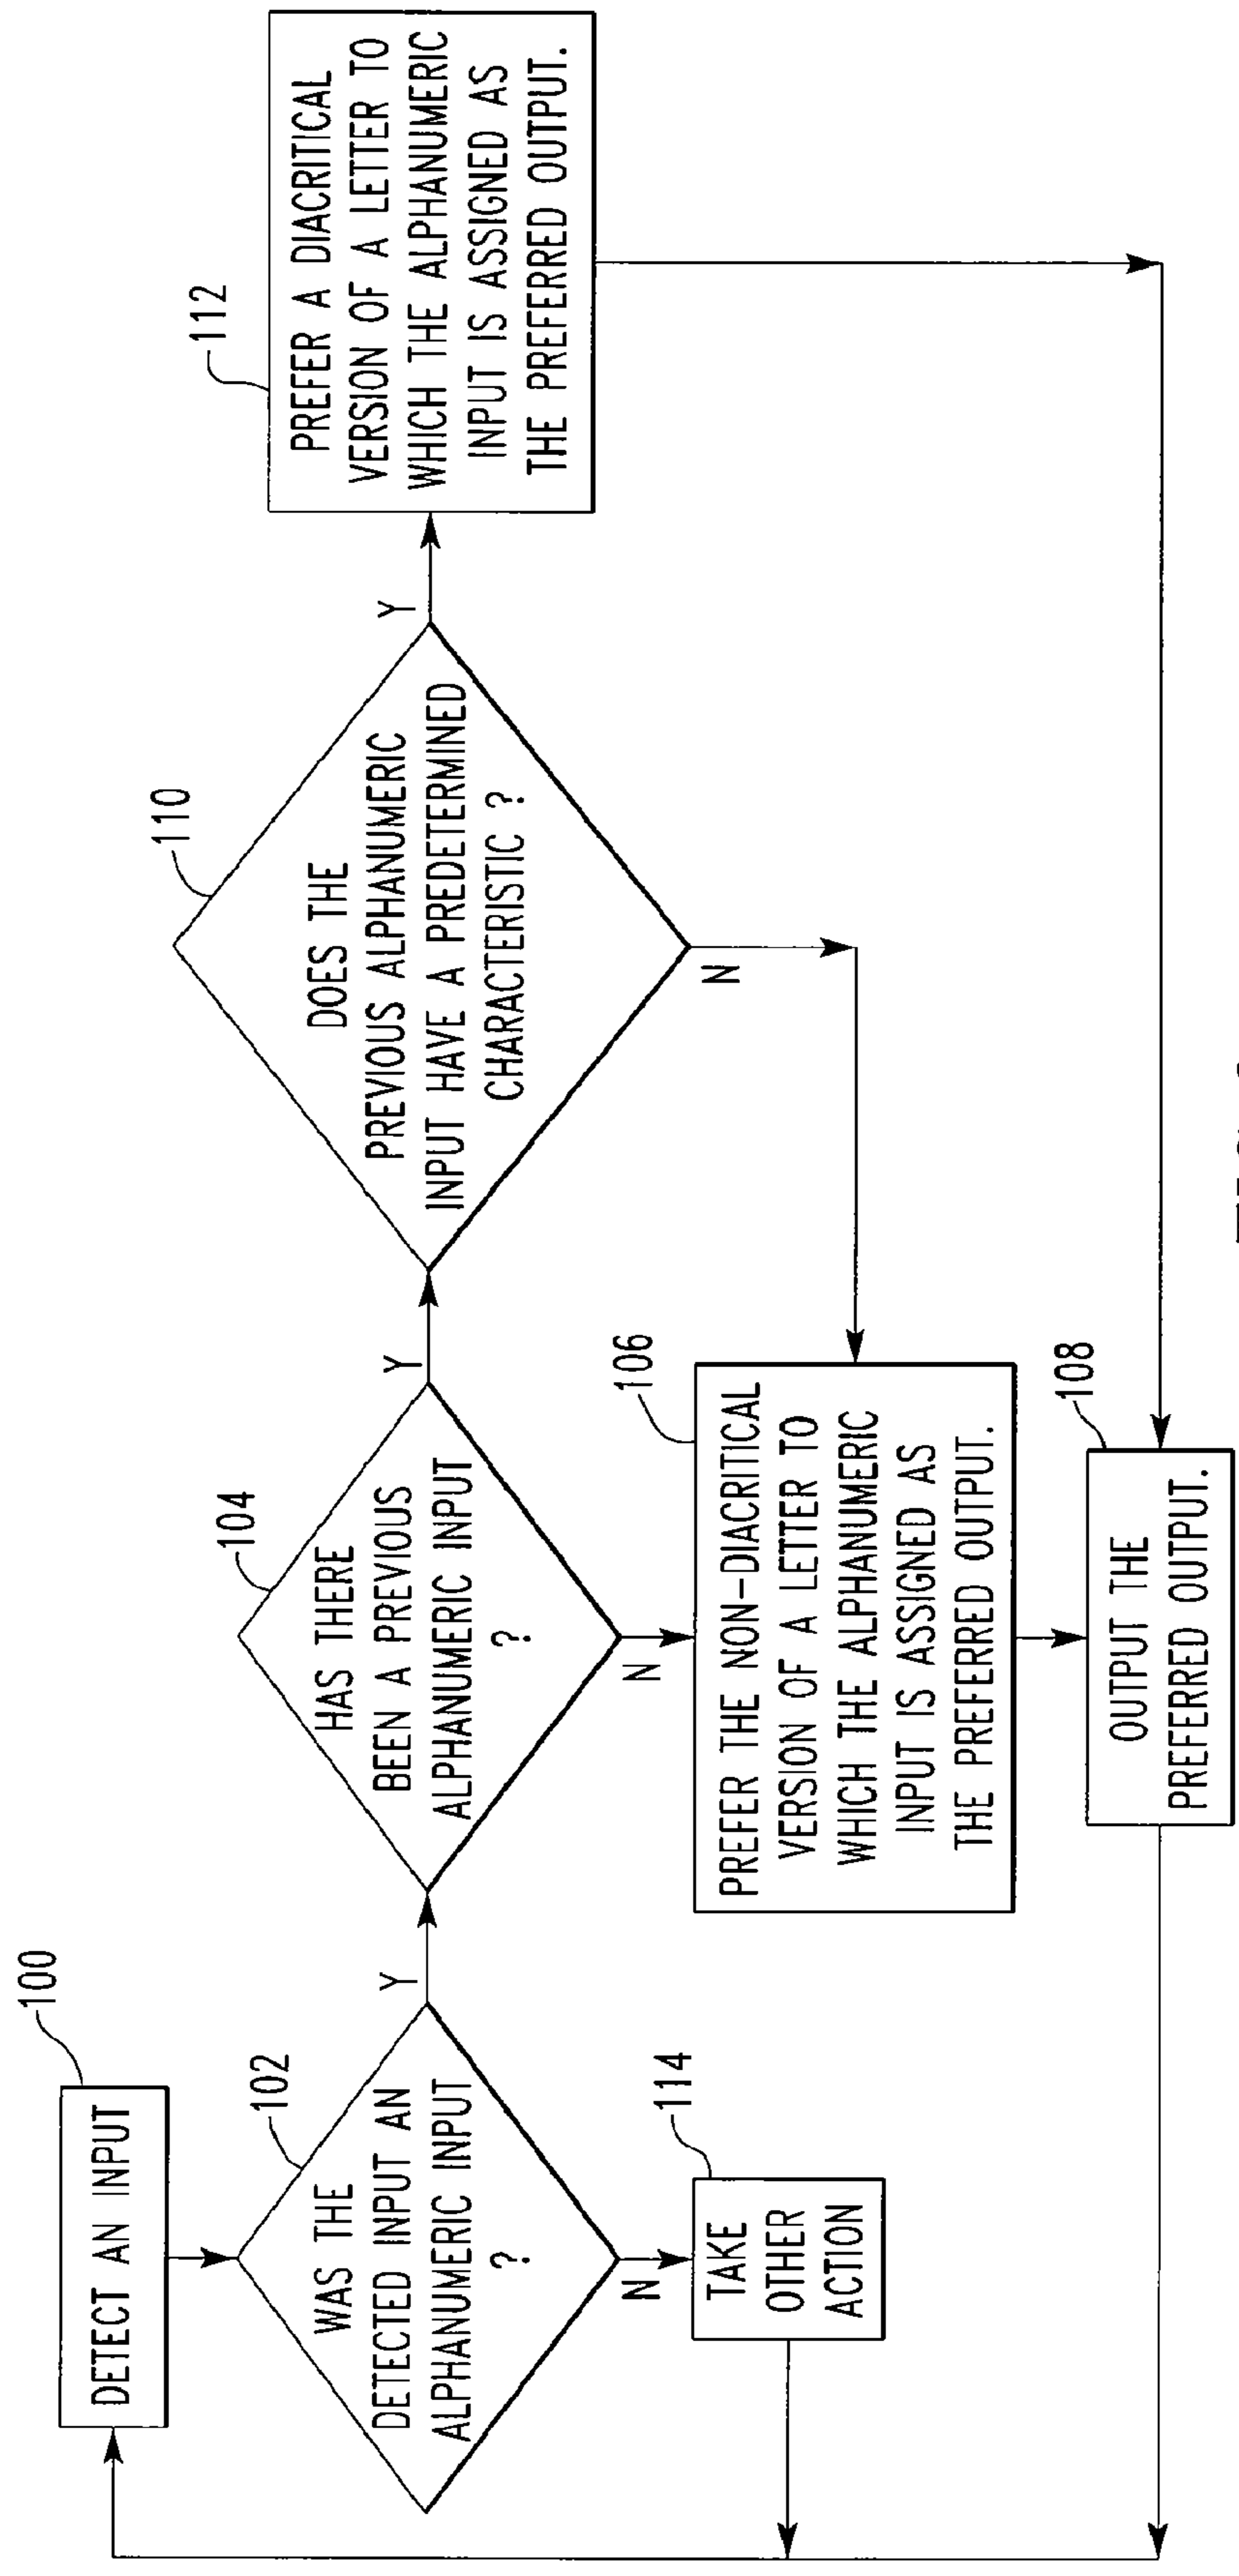 100
DETECT AN INPUT
102
WAS THE
DETECTED INPUT AN
ALPHANUMERIC INPUT
?
Y
N
114
TAKE
OTHER
ACTION
104
HAS THERE
BEEN A PREVIOUS
ALPHANUMERIC INPUT
?
Y
N
106
PREFER THE NON-DIACRITICAL
VERSION OF A LETTER TO
WHICH THE ALPHANUMERIC
INPUT IS ASSIGNED AS
THE PREFERRED OUTPUT.
108
OUTPUT THE
PREFERRED OUTPUT.
110
DOES THE
PREVIOUS ALPHANUMERIC
INPUT HAVE A PREDETERMINED
CHARACTERISTIC ?
Y
N
112
PREFER A DIACRITICAL
VERSION OF A LETTER TO
WHICH THE ALPHANUMERIC
INPUT IS ASSIGNED AS
THE PREFERRED OUTPUT.